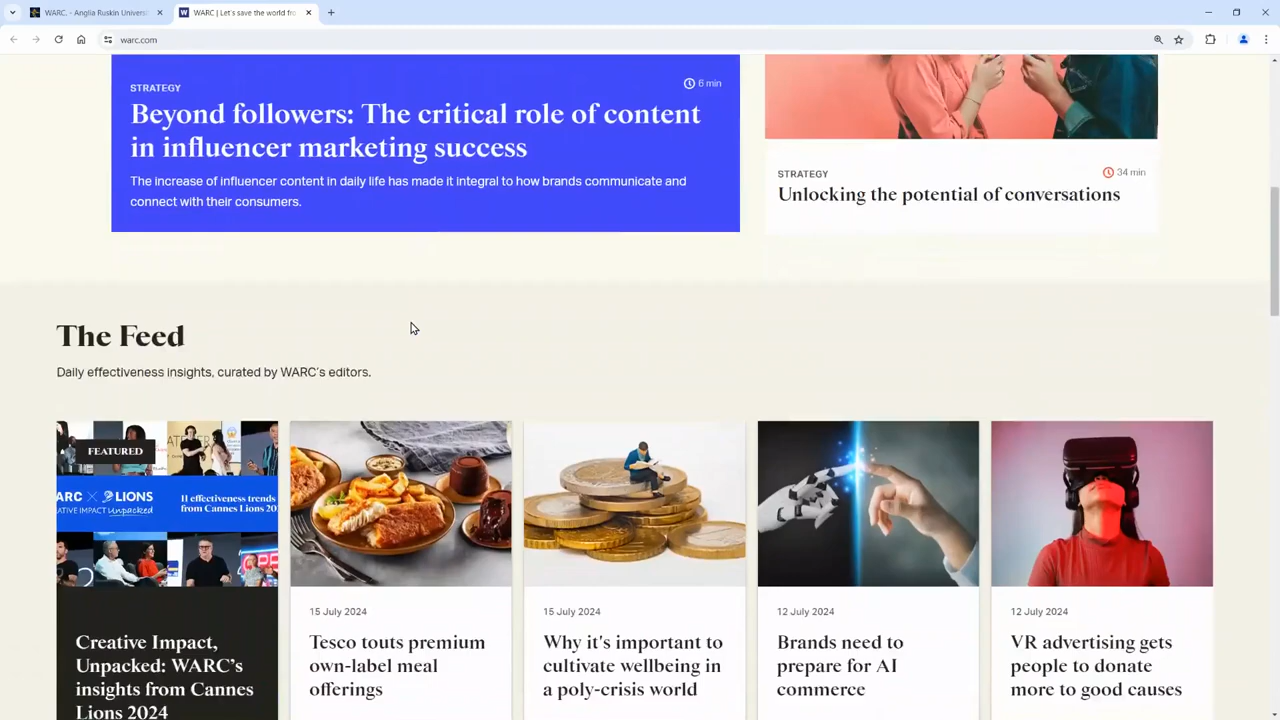 WARC. - Anglia Ruskin Universi
WARC | Let's save the world fro
warc.com
STRATEGY
6 min
Beyond followers: The critical role of content
in influencer marketing success
The increase of influencer content in daily life has made it integral to how brands communicate and
connect with their consumers.
STRATEGY
34 min
Unlocking the potential of conversations
The Feed
Daily effectiveness insights, curated by WARC's editors.
FEATURED
ARC X LIONS
ATIVE IMPACT Unpacked
11 effectiveness trends
from Cannes Lions 20
Creative Impact,
Unpacked: WARC's
insights from Cannes
Lions 2024
15 July 2024
Tesco touts premium
own-label meal
offerings
15 July 2024
Why it's important to
cultivate wellbeing in
a poly-crisis world
12 July 2024
Brands need to
prepare for AI
commerce
12 July 2024
VR advertising gets
people to donate
more to good causes